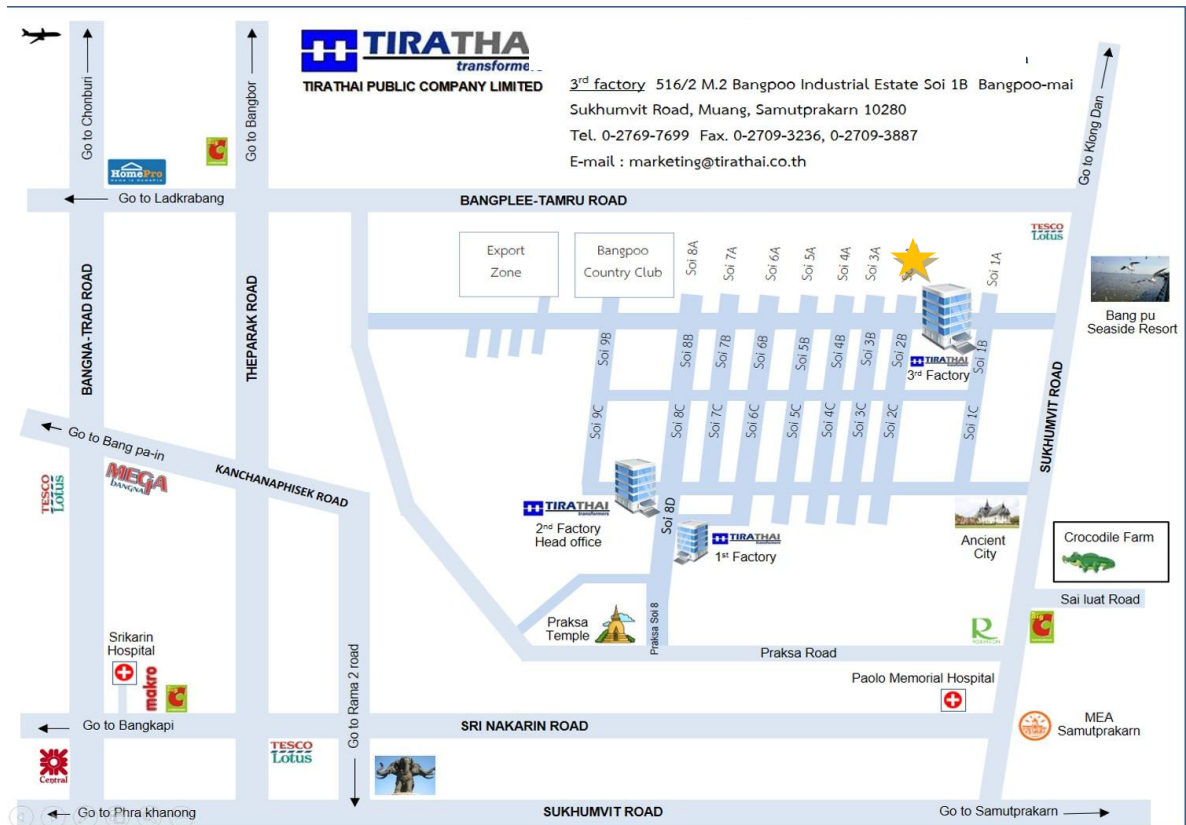 TIRATHA
transforme
TIRATHAI PUBLIC COMPANY LIMITED
3rd factory 516/2 M.2 Bangpoo Industrial Estate Soi 1B Bangpoo-mai
Sukhumvit Road, Muang, Samutprakarn 10280
Tel. 0-2769-7699 Fax. 0-2709-3236, 0-2709-3887
E-mail : marketing@tirathai.co.th
Go to Chonburi
Go to Bangbor
Go to Klong Dan
Big C
HomePro
Go to Ladkrabang
BANGPLEE-TAMRU ROAD
TESCO
Lotus
Export
Zone
Bangpoo
Country Club
Soi 8A
Soi 7A
Soi 6A
Soi 5A
Soi 4A
Soi 3A
Soi 1A
BANGNA-TRAD ROAD
THEPARAK ROAD
Bang pu
Seaside Resort
Soi 9B
Soi 8B
Soi 7B
Soi 6B
Soi 5B
Soi 4B
Soi 3B
Soi 2B
Soi 1B
TIRATHAI
3rd Factory
SUKHUMVIT ROAD
Soi 9C
Soi 8C
Soi 7C
Soi 6C
Soi 5C
Soi 4C
Soi 3C
Soi 2C
Soi 1C
Go to Bang pa-in
KANCHANAPHISEK ROAD
TESCO
Lotus
MEGA
BANGNA
TIRATHAI
transformers
2nd Factory
Head office
Soi 8D
TIRATHAI
1st Factory
Ancient
City
Crocodile Farm
Sai luat Road
Praksa
Temple
Praksa Soi 8
Praksa Road
Big C
Srikarin
Hospital
makro
Big C
Go to Rama 2 road
Paolo Memorial Hospital
Go to Bangkapi
SRI NAKARIN ROAD
MEA
Samutprakarn
Central
TESCO
Lotus
Go to Phra khanong
SUKHUMVIT ROAD
Go to Samutprakarn